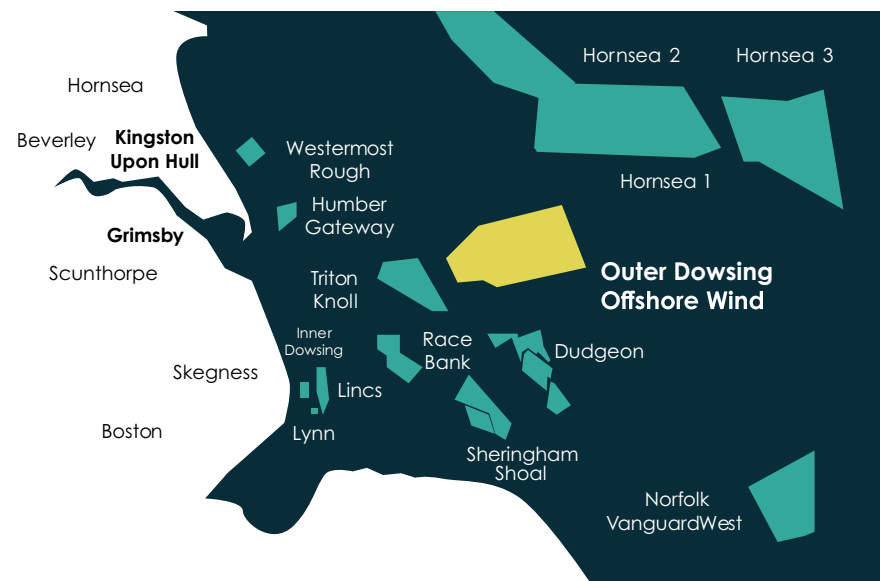 Hornsea 2
Hornsea 3
Hornsea
Beverley
Kingston
Upon Hull
Westermost
Rough
Hornsea 1
Humber
Gateway
Grimsby
Scunthorpe
Triton
Knoll
Outer Dowsing
Offshore Wind
Inner
Dowsing
Race
Bank
Dudgeon
Skegness
Lincs
Boston
Lynn
Sheringham
Shoal
Norfolk
VanguardWest